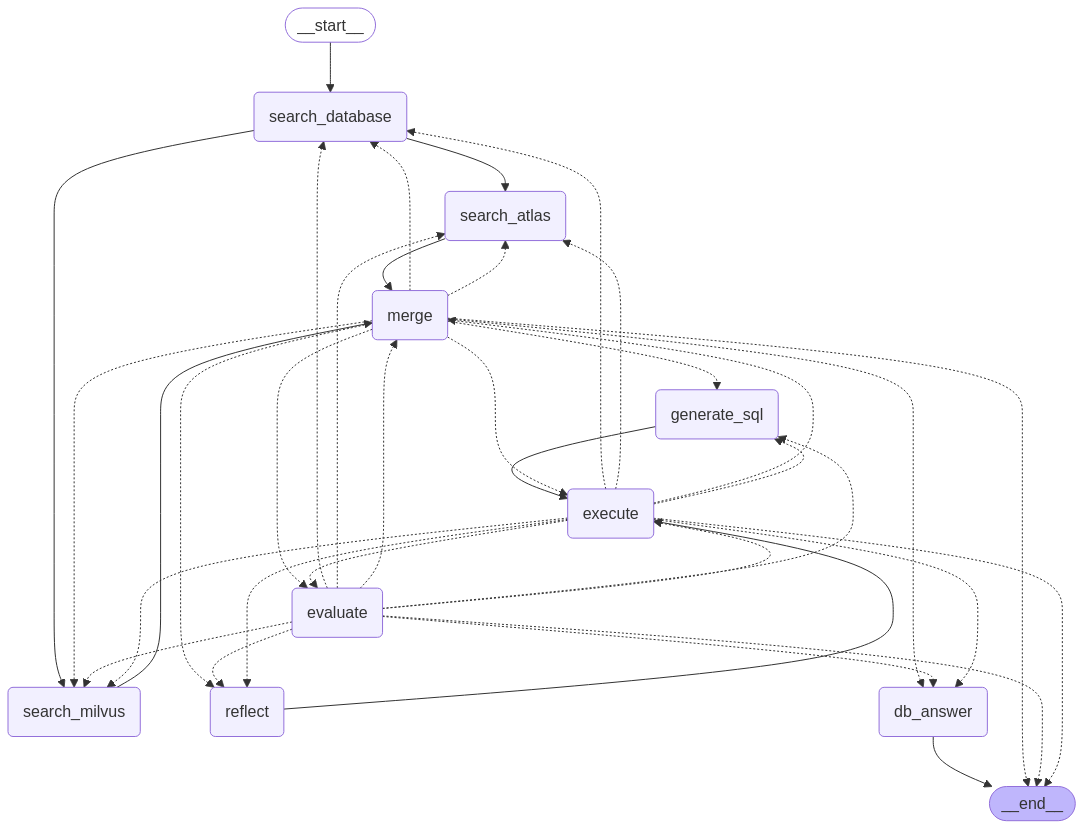 __start__
search_database
search_atlas
merge
generate_sql
execute
evaluate
search_milvus
reflect
db_answer
__end__